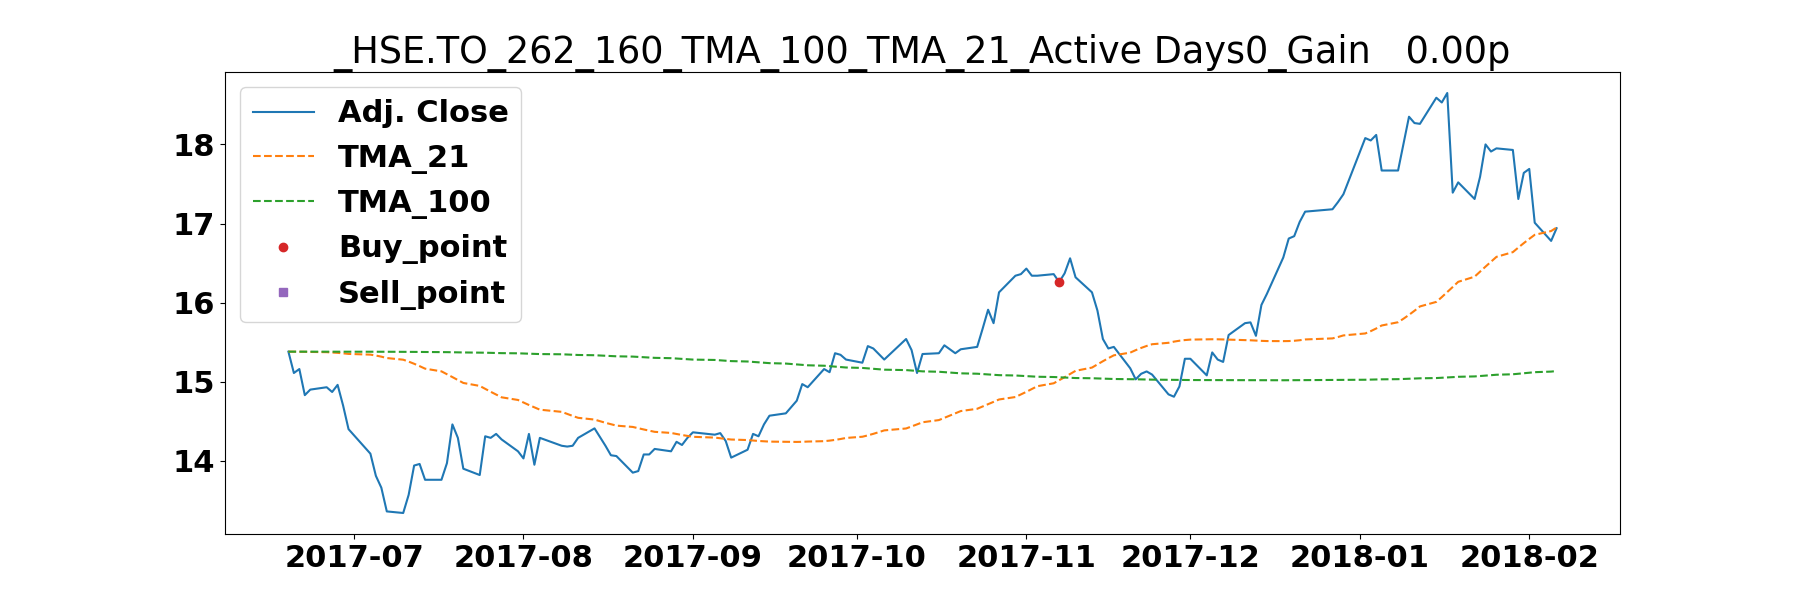 _HSE.TO_262_160_TMA_100_TMA_21_Active Days0_Gain   0.00p
Adj. Close
TMA_21
TMA_100
Buy_point
Sell_point
18
17
16
15
14
2017-07 2017-08 2017-09 2017-10 2017-11 2017-12 2018-01 2018-02